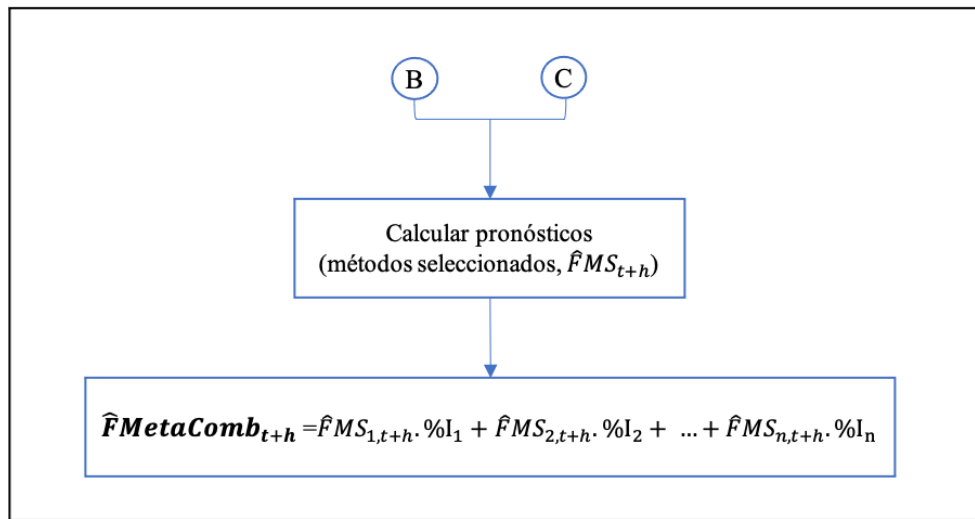 B
C
Calcular pronósticos
(métodos seleccionados, F̂MS_{t+h})
F̂MetaComb_{t+h} =F̂MS_{1,t+h}. %I_1 + F̂MS_{2,t+h}. %I_2 + ... + F̂MS_{n,t+h}. %I_n